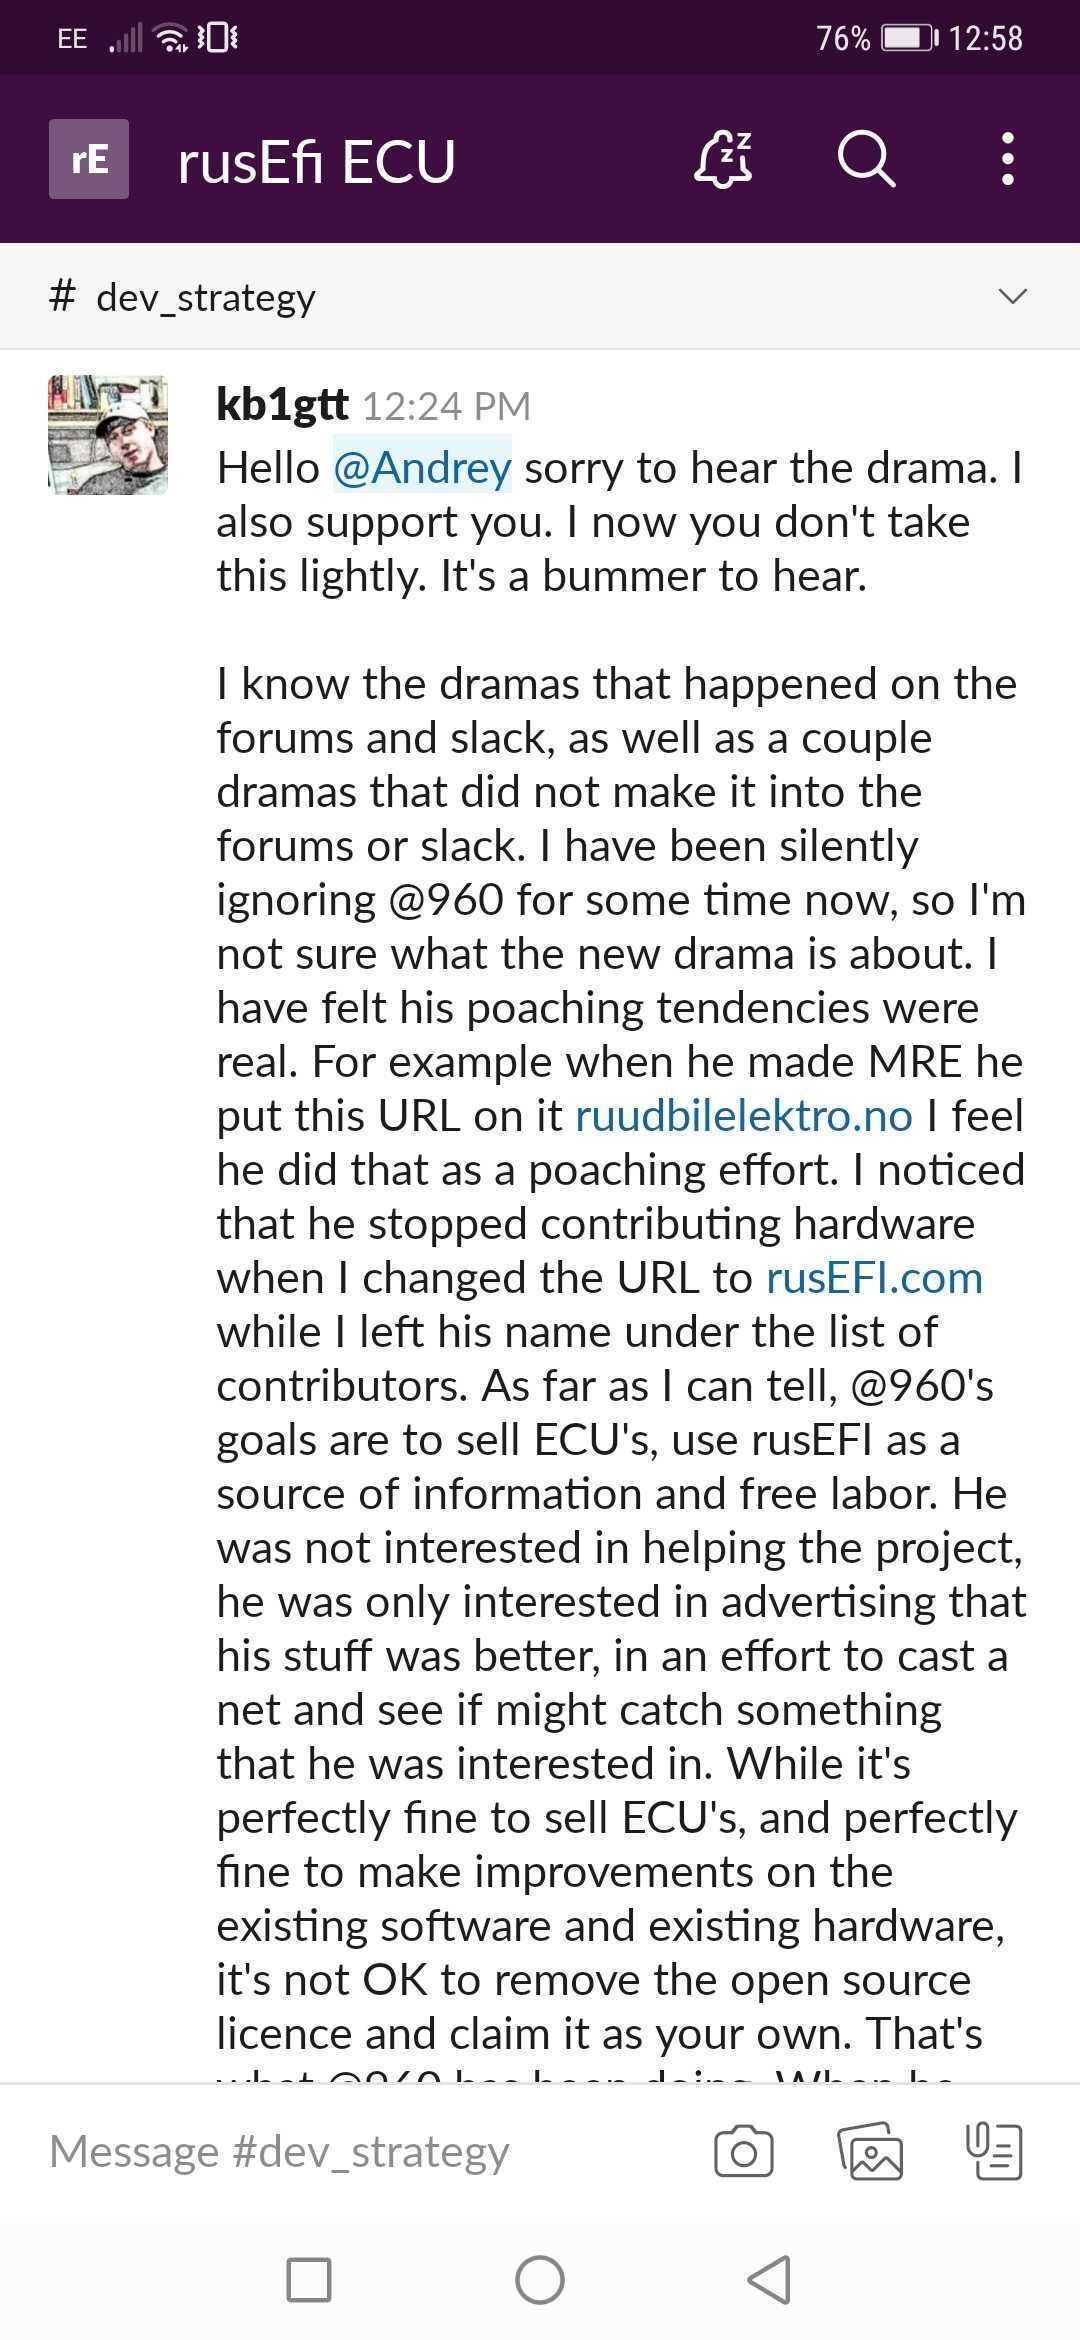 EE 76% 12:58
rE rusEfi ECU
# dev_strategy
kb1gtt 12:24 PM
Hello @Andrey sorry to hear the drama. I
also support you. I now you don't take
this lightly. It's a bummer to hear.
I know the dramas that happened on the
forums and slack, as well as a couple
dramas that did not make it into the
forums or slack. I have been silently
ignoring @960 for some time now, so I'm
not sure what the new drama is about. I
have felt his poaching tendencies were
real. For example when he made MRE he
put this URL on it ruudbilelektro.no I feel
he did that as a poaching effort. I noticed
that he stopped contributing hardware
when I changed the URL to rusEFI.com
while I left his name under the list of
contributors. As far as I can tell, @960's
goals are to sell ECU's, use rusEFI as a
source of information and free labor. He
was not interested in helping the project,
he was only interested in advertising that
his stuff was better, in an effort to cast a
net and see if might catch something
that he was interested in. While it's
perfectly fine to sell ECU's, and perfectly
fine to make improvements on the
existing software and existing hardware,
it's not OK to remove the open source
licence and claim it as your own. That's
what @960 has been doing. When he
Message #dev_strategy